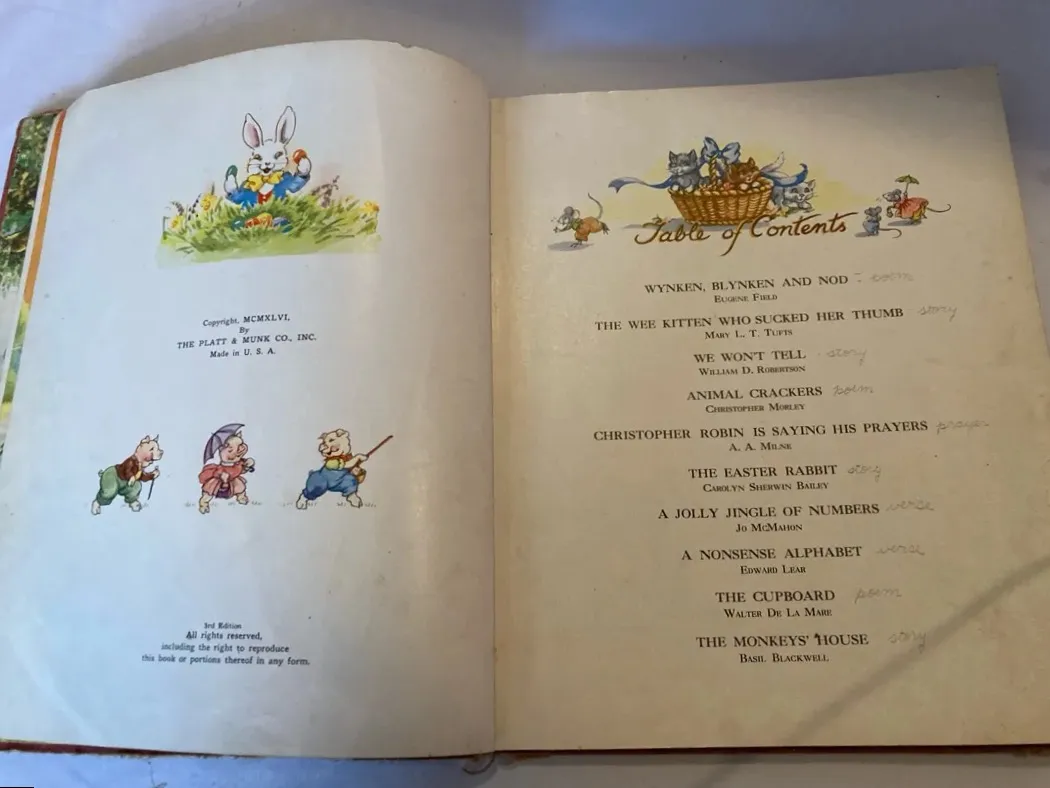 Copyright, MCMXLVI,
By
THE PLATT & MUNK CO., INC.
Made in U. S. A.
3rd Edition
All rights reserved,
including the right to reproduce
this book or portions thereof in any form.
Table of Contents
WYNKEN, BLYNKEN AND NOD - poem
EUGENE FIELD
THE WEE KITTEN WHO SUCKED HER THUMB story
MARY L. T. TUFTS
WE WON'T TELL - story
WILLIAM D. ROBERTSON
ANIMAL CRACKERS poem
CHRISTOPHER MORLEY
CHRISTOPHER ROBIN IS SAYING HIS PRAYERS prayer
A. A. MILNE
THE EASTER RABBIT story
CAROLYN SHERWIN BAILEY
A JOLLY JINGLE OF NUMBERS verse
JO MCMAHON
A NONSENSE ALPHABET verse
EDWARD LEAR
THE CUPBOARD poem
WALTER DE LA MARE
THE MONKEYS' HOUSE story
BASIL BLACKWELL